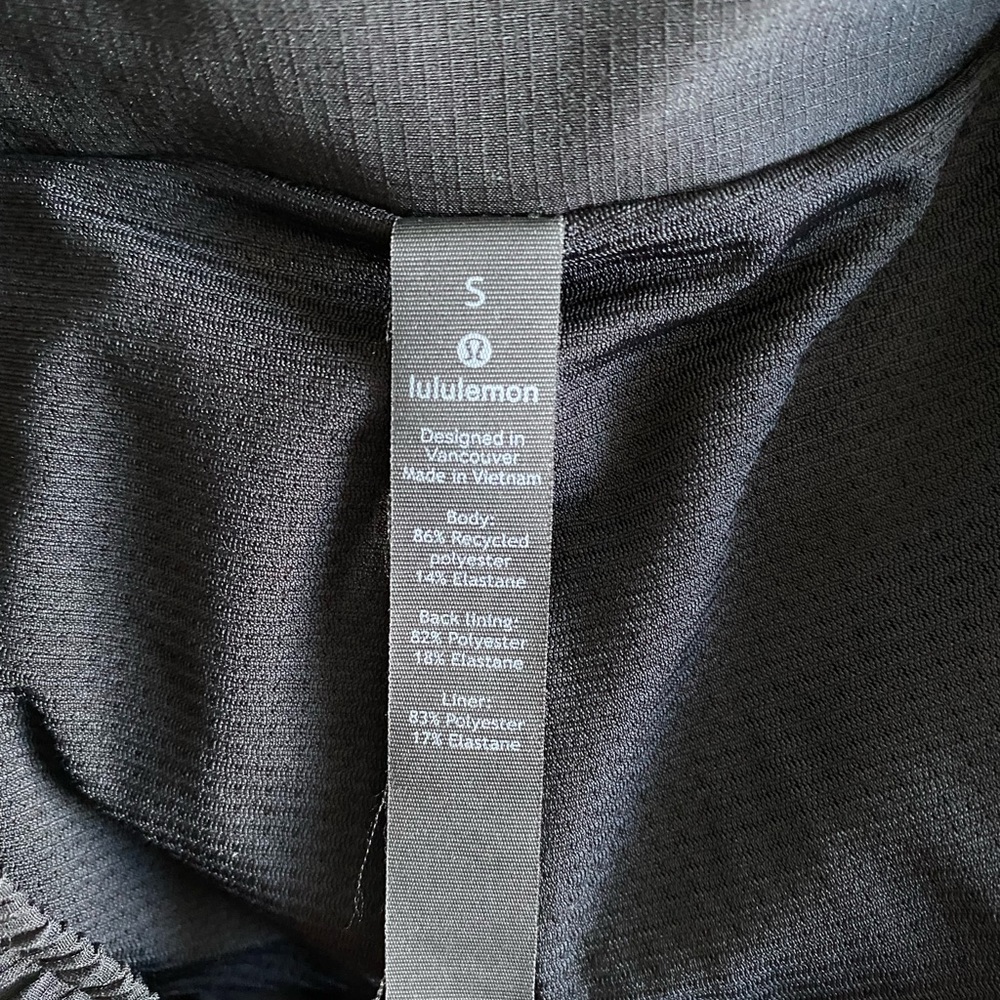 S
lululemon
Designed in
Vancouver
Made in Vietnam
Body:
86% Recycled
polyester
14% Elastane
Back lining:
82% Polyester
18% Elastane
Liner:
83% Polyester
17% Elastane